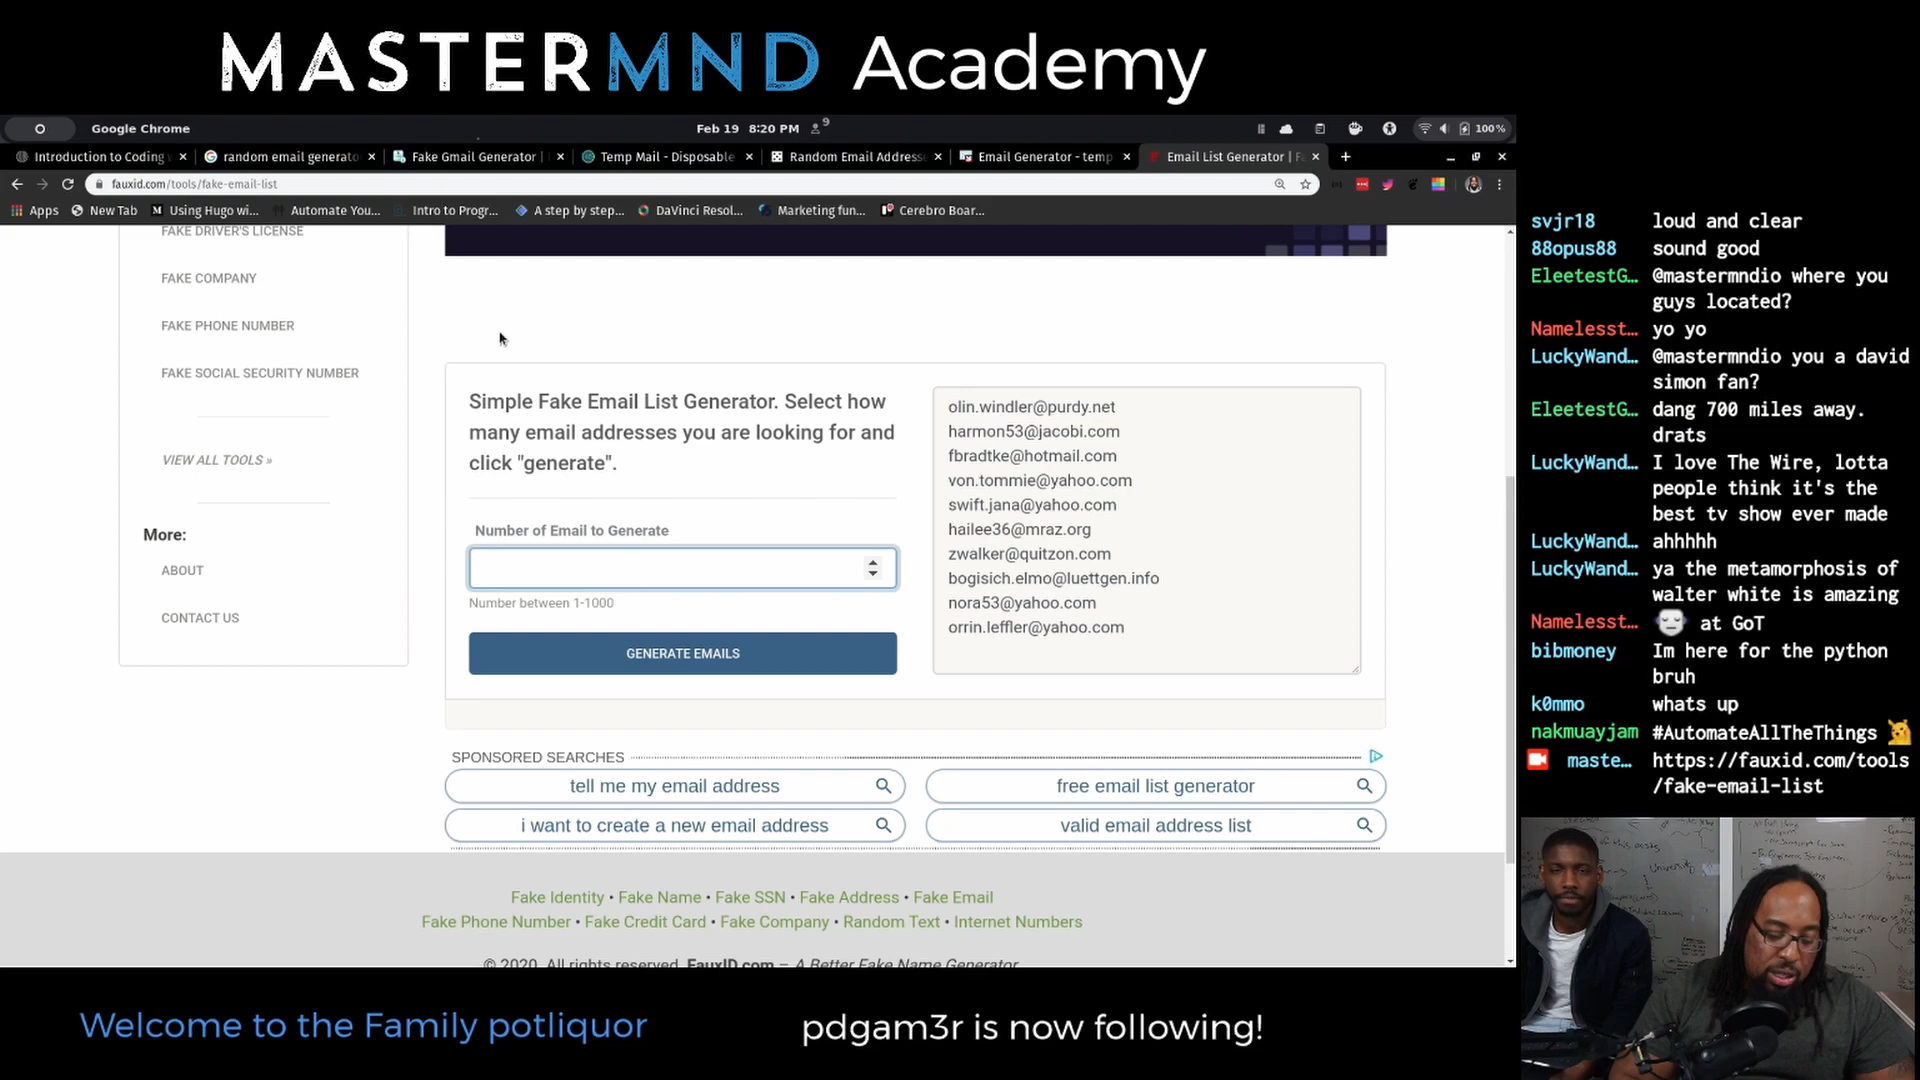 MASTERMND Academy
Google Chrome
Feb 19 8:20 PM
9
100%
Introduction to Coding
random email generato
Fake Gmail Generator |
Temp Mail - Disposable
Random Email Address
Email Generator - temp
Email List Generator | F
fauxid.com/tools/fake-email-list
Apps
New Tab
Using Hugo wi...
Automate You...
Intro to Progr...
A step by step...
DaVinci Resol...
Marketing fun...
Cerebro Boar...
FAKE DRIVER'S LICENSE
FAKE COMPANY
FAKE PHONE NUMBER
FAKE SOCIAL SECURITY NUMBER
VIEW ALL TOOLS »
More:
ABOUT
CONTACT US
Simple Fake Email List Generator. Select how
many email addresses you are looking for and
click "generate".
Number of Email to Generate
Number between 1-1000
GENERATE EMAILS
olin.windler@purdy.net
harmon53@jacobi.com
fbradtke@hotmail.com
von.tommie@yahoo.com
swift.jana@yahoo.com
hailee36@mraz.org
zwalker@quitzon.com
bogisich.elmo@luettgen.info
nora53@yahoo.com
orrin.leffler@yahoo.com
SPONSORED SEARCHES
tell me my email address
free email list generator
i want to create a new email address
valid email address list
Fake Identity • Fake Name • Fake SSN • Fake Address • Fake Email
Fake Phone Number • Fake Credit Card • Fake Company • Random Text • Internet Numbers
© 2020. All rights reserved. FauxID.com – A Better Fake Name Generator
svjr18 loud and clear
88opus88 sound good
EleetestG… @mastermndio where you
guys located?
Namelesst… yo yo
LuckyWand… @mastermndio you a david
simon fan?
EleetestG… dang 700 miles away.
drats
LuckyWand… I love The Wire, lotta
people think it's the
best tv show ever made
LuckyWand… ahhhhh
LuckyWand… ya the metamorphosis of
walter white is amazing
Namelesst… at GoT
bibmoney Im here for the python
bruh
k0mmo whats up
nakmuayjam #AutomateAllTheThings
maste… https://fauxid.com/tools
/fake-email-list
Welcome to the Family potliquor
pdgam3r is now following!